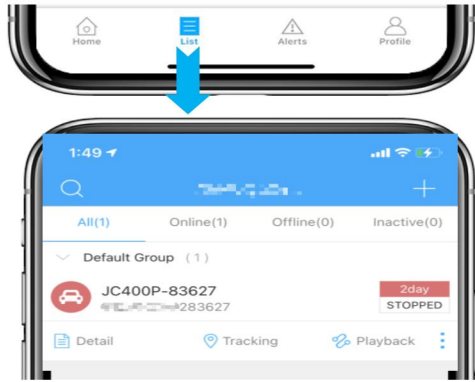 Home List Alerts Profile
1:49
All(1) Online(1) Offline(0) Inactive(0)
Default Group (1)
JC400P-83627 2day
283627 STOPPED
Detail Tracking Playback